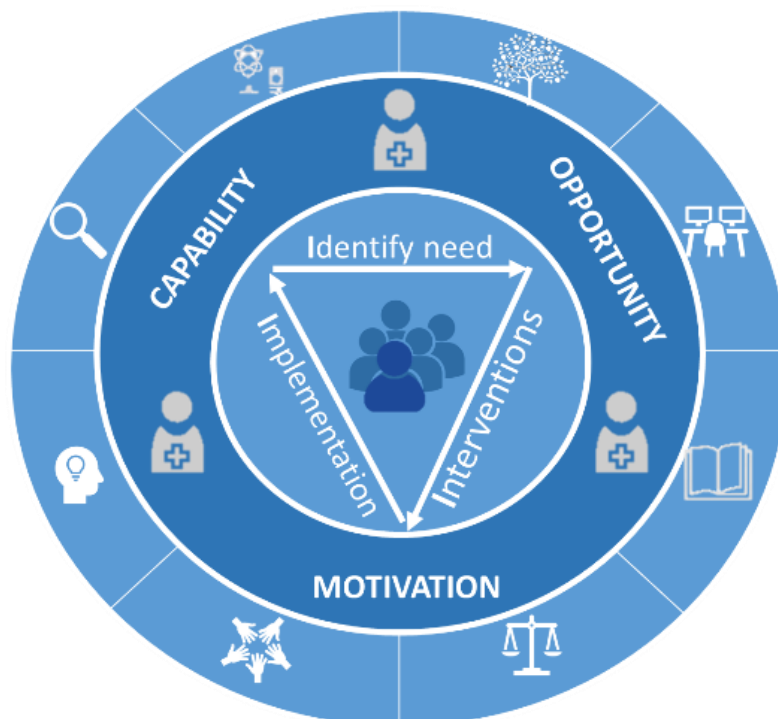 CAPABILITY
OPPORTUNITY
Identify need
Implementation
Interventions
MOTIVATION